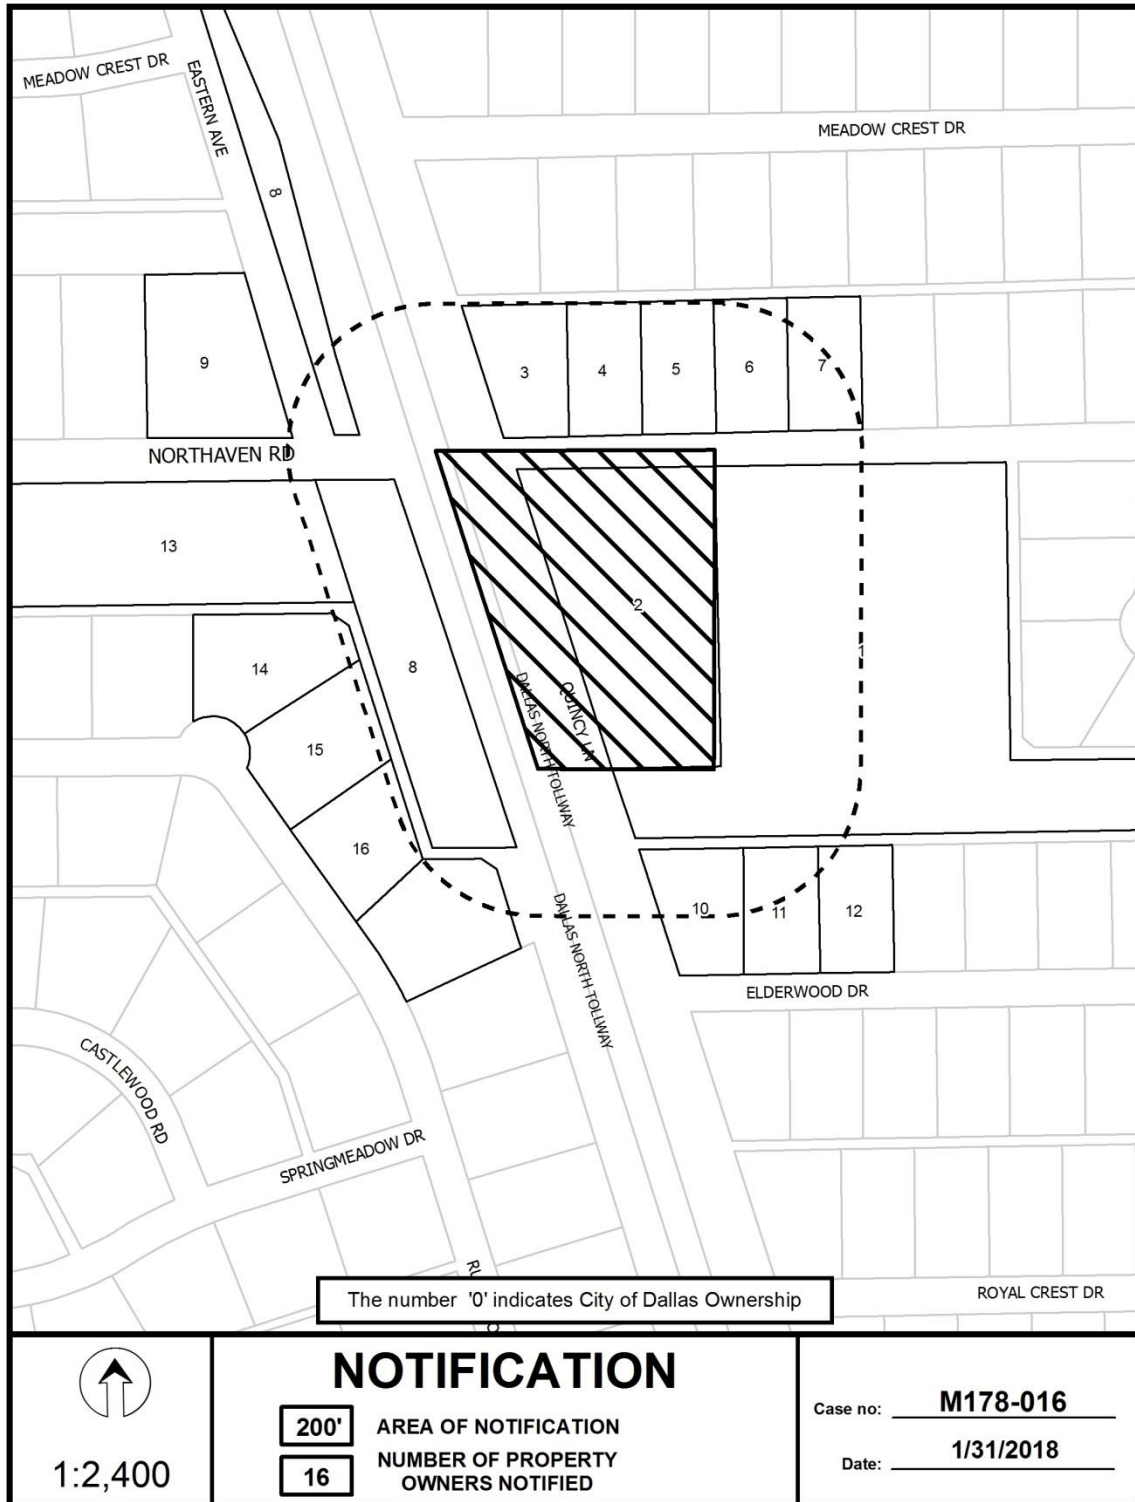 MEADOW CREST DR
EASTERN AVE
MEADOW CREST DR
8
9
3
4
5
6
7
NORTHAVEN RD
13
2
1
14
8
QUINCY LN
DALLAS NORTH TOLLWAY
15
16
DALLAS NORTH TOLLWAY
10
11
12
ELDERWOOD DR
CASTLEWOOD RD
SPRINGMEADOW DR
ROYAL CREST DR
The number '0' indicates City of Dallas Ownership
1:2,400
NOTIFICATION
200' AREA OF NOTIFICATION
16 NUMBER OF PROPERTY
OWNERS NOTIFIED
Case no: M178-016
Date: 1/31/2018